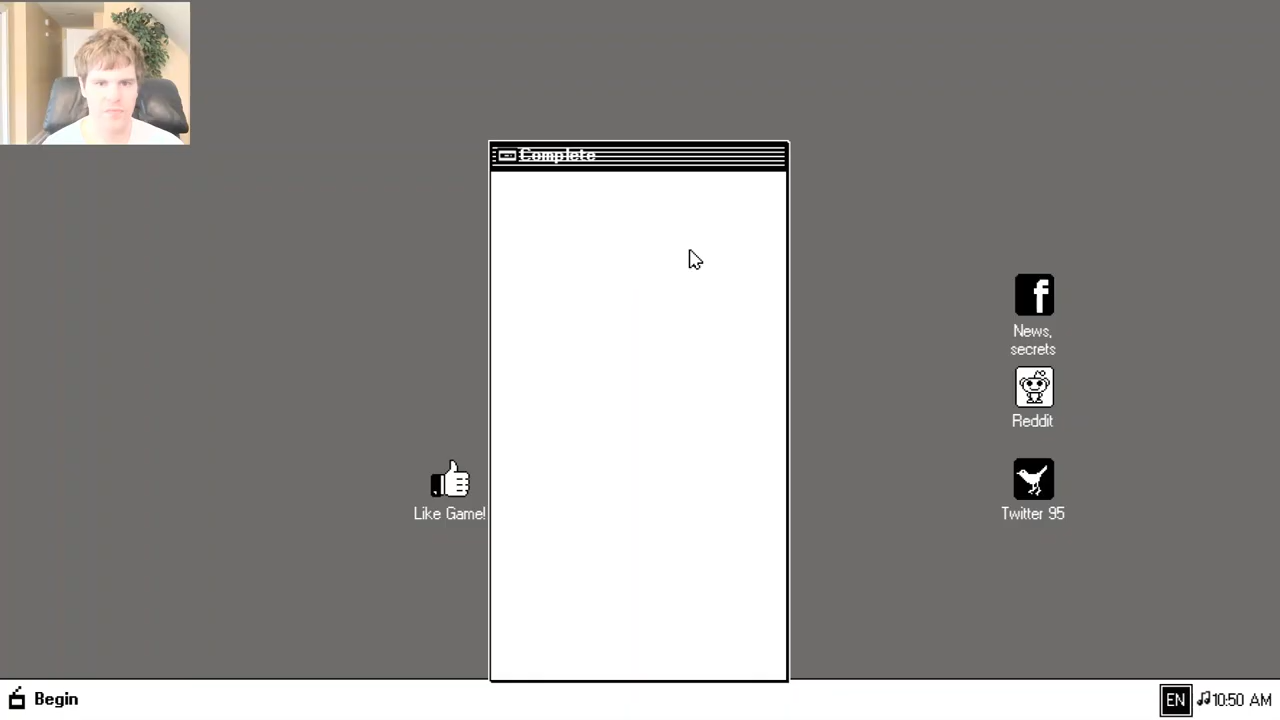 Complete
News,
secrets
Reddit
Like Game!
Twitter 95
Begin
EN
10:50 AM